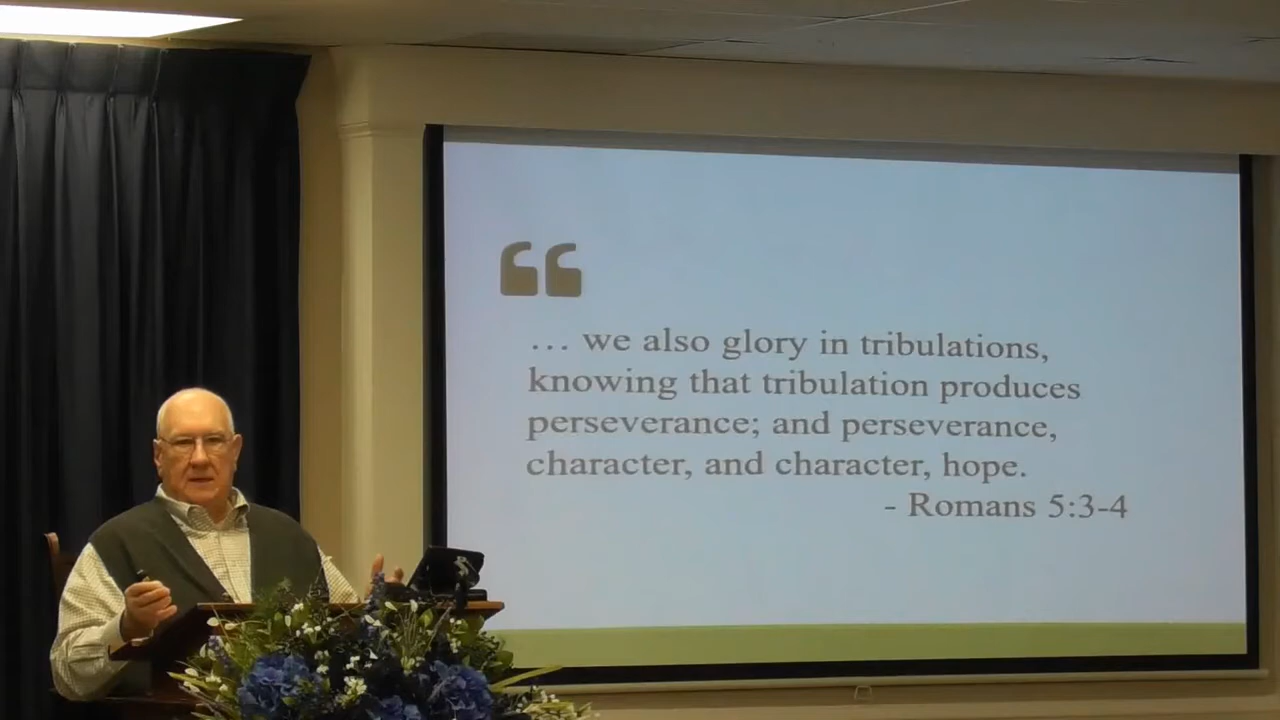 “
… we also glory in tribulations,
knowing that tribulation produces
perseverance; and perseverance,
character, and character, hope.
- Romans 5:3-4